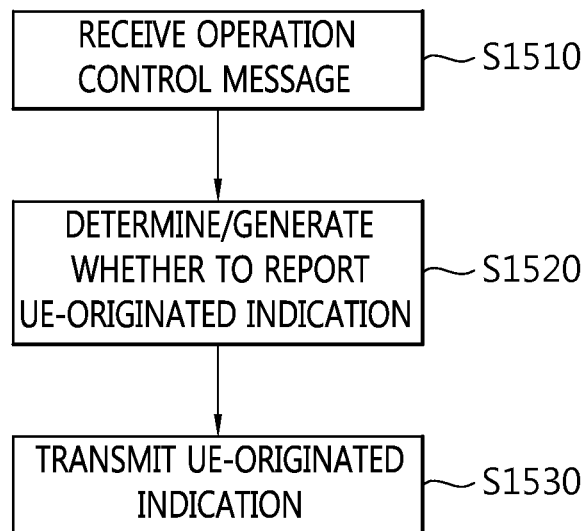 RECEIVE OPERATION
CONTROL MESSAGE
S1510
DETERMINE/GENERATE
WHETHER TO REPORT
UE-ORIGINATED INDICATION
S1520
TRANSMIT UE-ORIGINATED
INDICATION
S1530